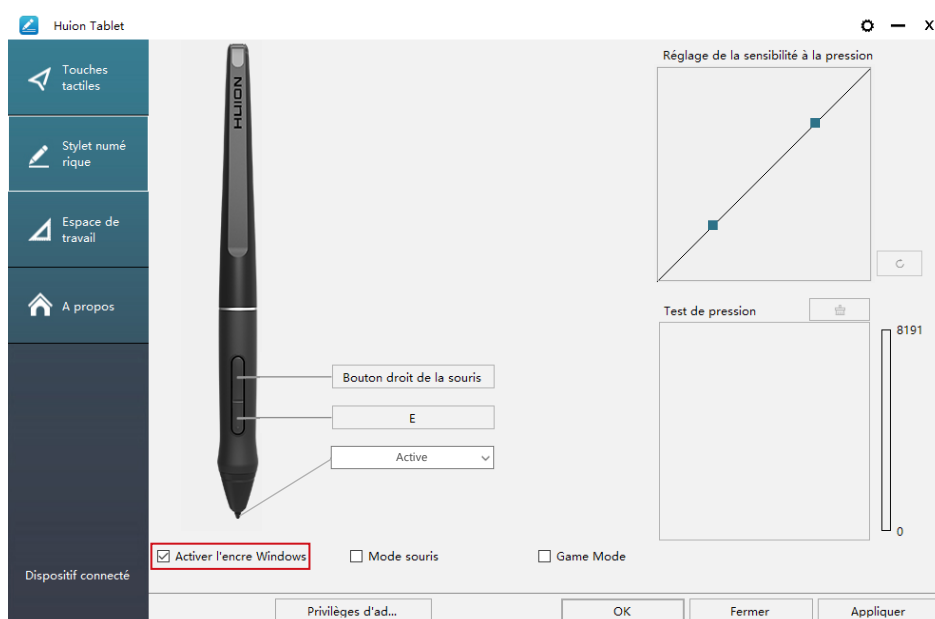 Huion Tablet
X
Touches
tactiles
Stylet numé
rique
Espace de
travail
A propos
Dispositif connecté
HUION
Bouton droit de la souris
E
Active
Réglage de la sensibilité à la pression
Test de pression
8191
0
Activer l'encre Windows
Mode souris
Game Mode
Privilèges d'ad...
OK
Fermer
Appliquer